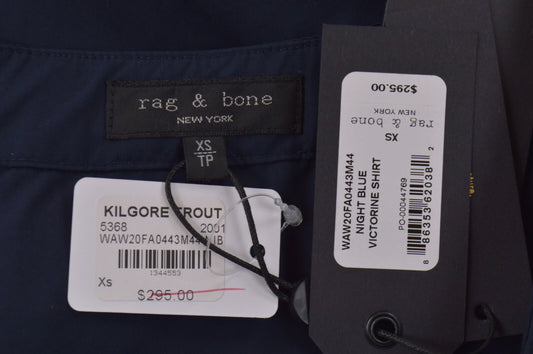 rag & bone
NEW YORK
XS
TP
KILGORE TROUT
5368 2001
WAW20FA0443M44 IB
1344553
Xs
$295.00
$295.00
rag & bone
NEW YORK
XS
WAW20FA0443M44
NIGHT BLUE
VICTORINE SHIRT
PO-00044769
8 86353 62038 2